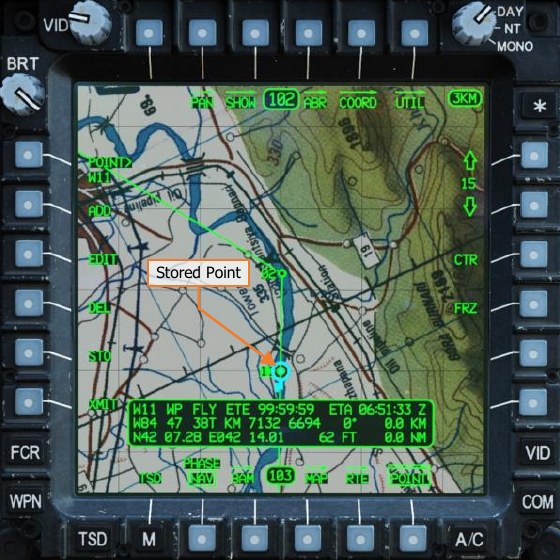 VID
DAY
NT
MONO
BRT
PAN SHOW 102 ABR COORD UTIL 3KM
*
POINT>
W11
15
ADD
EDIT
CTR
19
Stored Point
02
DEL
FRZ
STO
XMIT
W11 WP FLY ETE 99:59:59 ETA 06:51:33 Z
W84 47 38T KM 7132 6694 0° 0.0 KM
N42 07.28 E042 14.01 62 FT 0.0 NM
FCR
VID
PHASE
TSD NAV BAM 103 MAP RTE POINT
WPN
COM
TSD M A/C